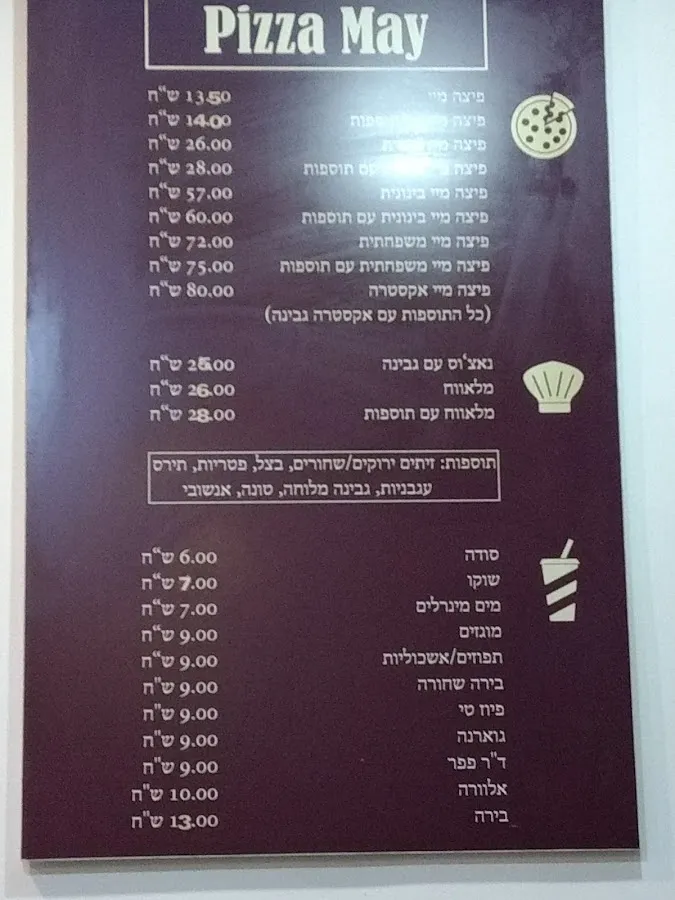 Pizza May
פיצה מיי 13.50 ש"ח
פיצה תוספות 14.00 ש"ח
פיצה מיי 26.00 ש"ח
פיצה עם תוספות 28.00 ש"ח
פיצה מיי בינונית 57.00 ש"ח
פיצה מיי בינונית עם תוספות 60.00 ש"ח
פיצה מיי משפחתית 72.00 ש"ח
פיצה מיי משפחתית עם תוספות 75.00 ש"ח
פיצה מיי אקסטרה 80.00 ש"ח
(כל התוספות עם אקסטרה גבינה)
נאצ'וס עם גבינה 25.00 ש"ח
מלאווח 26.00 ש"ח
מלאווח עם תוספות 28.00 ש"ח
תוספות: זיתים ירוקים/שחורים, בצל, פטריות, תירס
עגבניות, גבינה מלוחה, טונה, אנשובי
סודה 6.00 ש"ח
שוקו 7.00 ש"ח
מים מינרלים 7.00 ש"ח
מוגזים 9.00 ש"ח
תפוזים/אשכוליות 9.00 ש"ח
בירה שחורה 9.00 ש"ח
פיוז טי 9.00 ש"ח
גוארנה 9.00 ש"ח
ד"ר פפר 9.00 ש"ח
אלוורה 10.00 ש"ח
בירה 13.00 ש"ח